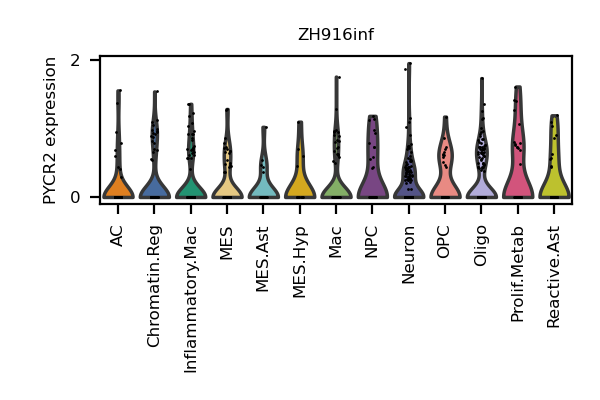 ZH916inf
PYCR2 expression
2
0
AC
Chromatin.Reg
Inflammatory.Mac
MES
MES.Ast
MES.Hyp
Mac
NPC
Neuron
OPC
Oligo
Prolif.Metab
Reactive.Ast